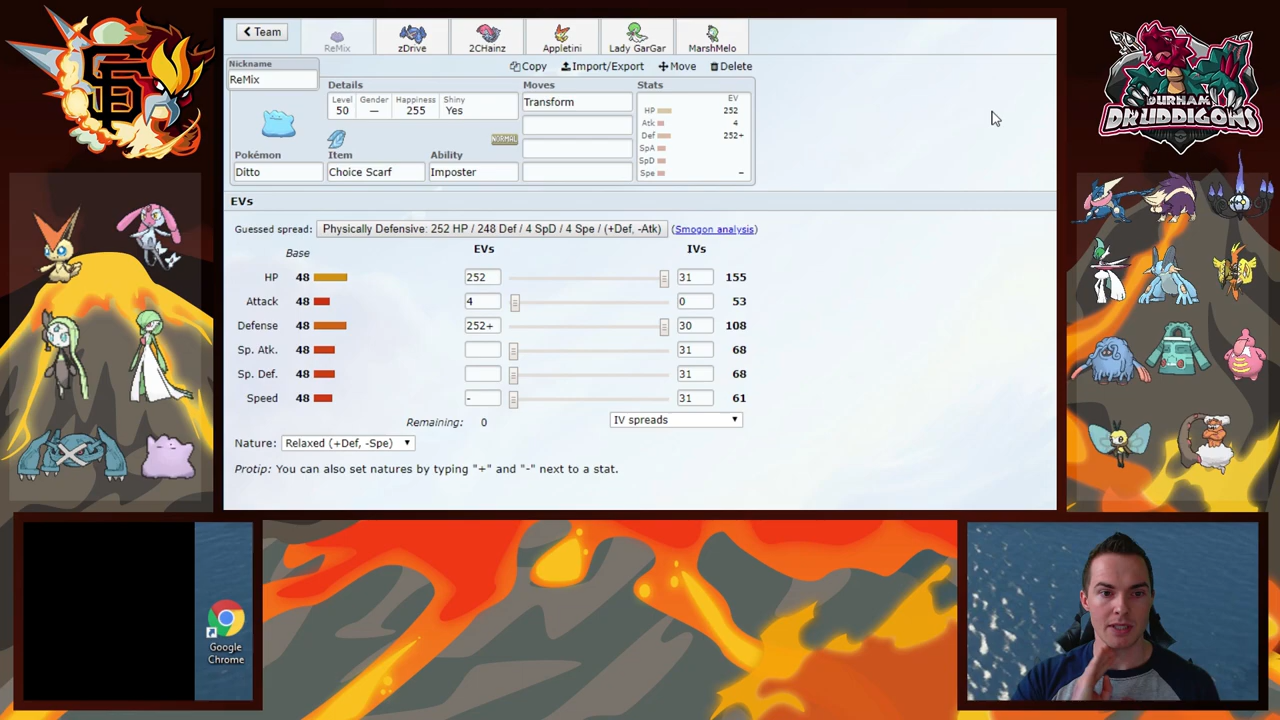 Team
ReMix
zDrive
2CHainz
Appletini
Lady GarGar
MarshMelo
Copy
Import/Export
Move
Delete
Nickname
ReMix
Details
Level Gender Happiness Shiny
50 — 255 Yes
NORMAL
Pokémon
Ditto
Item
Choice Scarf
Ability
Imposter
Moves
Transform
Stats
EV
HP 252
Atk 4
Def 252+
SpA
SpD
Spe –
EVs
Guessed spread: Physically Defensive: 252 HP / 248 Def / 4 SpD / 4 Spe / (+Def, -Atk) (Smogon analysis)
Base EVs IVs
HP 48 252 31 155
Attack 48 4 0 53
Defense 48 252+ 30 108
Sp. Atk. 48 31 68
Sp. Def. 48 31 68
Speed 48 - 31 61
Remaining: 0
IV spreads
Nature: Relaxed (+Def, -Spe)
Protip: You can also set natures by typing "+" and "-" next to a stat.
SF
DURHAM
DRUDDIGONS
Google
Chrome